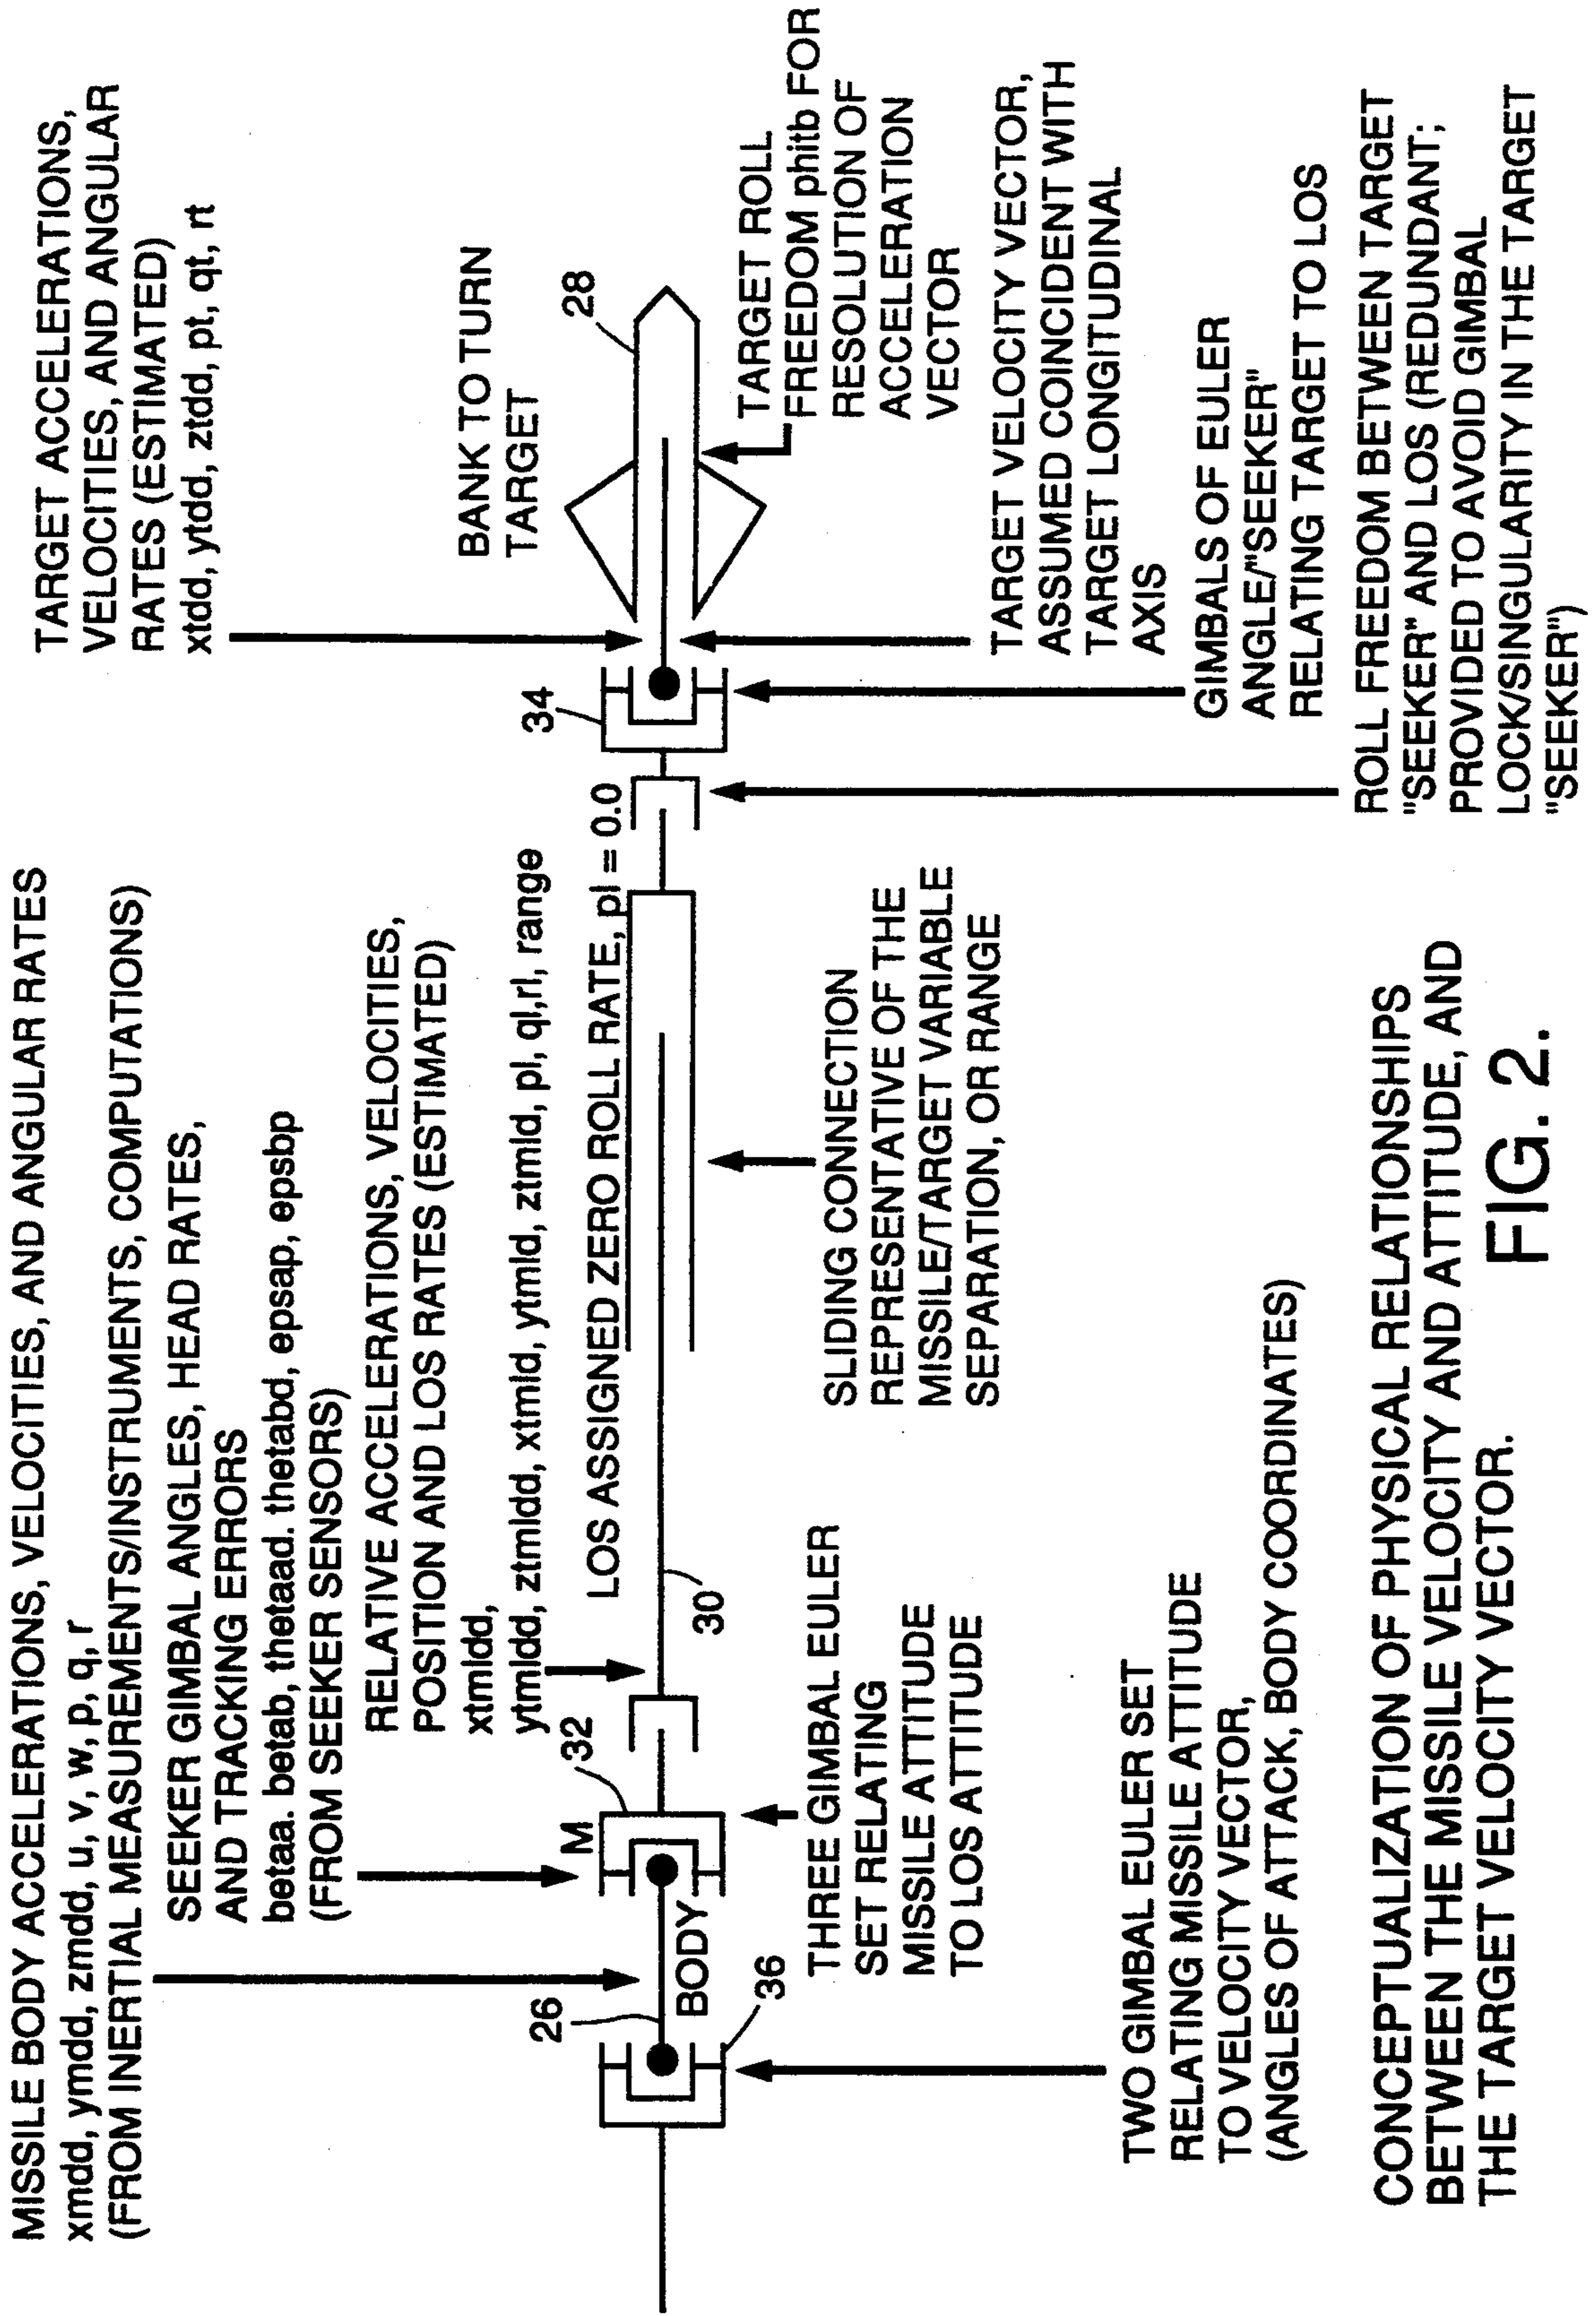 MISSILE BODY ACCELERATIONS, VELOCITIES, AND ANGULAR RATES
xmdd, ymdd, zmdd, u, v, w, p, q, r
(FROM INERTIAL MEASUREMENTS/INSTRUMENTS, COMPUTATIONS)
SEEKER GIMBAL ANGLES, HEAD RATES,
AND TRACKING ERRORS
betaa. betab, thetaad. thetabd, epsap, epsbp
(FROM SEEKER SENSORS)
RELATIVE ACCELERATIONS, VELOCITIES,
POSITION AND LOS RATES (ESTIMATED)
xtmldd,
ytmldd, ztmldd, xtmld, ytmld, ztmld, pl, ql,rl, range
LOS ASSIGNED ZERO ROLL RATE, pl = 0.0
TARGET ACCELERATIONS,
VELOCITIES, AND ANGULAR
RATES (ESTIMATED)
xtdd, ytdd, ztdd, pt, qt, rt
BANK TO TURN
TARGET
28
34
32
M
26
BODY
36
30
THREE GIMBAL EULER
SET RELATING
MISSILE ATTITUDE
TO LOS ATTITUDE
SLIDING CONNECTION
REPRESENTATIVE OF THE
MISSILE/TARGET VARIABLE
SEPARATION, OR RANGE
TARGET ROLL
FREEDOM phitb FOR
RESOLUTION OF
ACCELERATION
VECTOR
TARGET VELOCITY VECTOR,
ASSUMED COINCIDENT WITH
TARGET LONGITUDINAL
AXIS
GIMBALS OF EULER
ANGLE/"SEEKER"
RELATING TARGET TO LOS
ROLL FREEDOM BETWEEN TARGET
"SEEKER" AND LOS (REDUNDANT;
PROVIDED TO AVOID GIMBAL
LOCK/SINGULARITY IN THE TARGET
"SEEKER")
TWO GIMBAL EULER SET
RELATING MISSILE ATTITUDE
TO VELOCITY VECTOR,
(ANGLES OF ATTACK, BODY COORDINATES)
CONCEPTUALIZATION OF PHYSICAL RELATIONSHIPS
BETWEEN THE MISSILE VELOCITY AND ATTITUDE, AND
THE TARGET VELOCITY VECTOR.
FIG. 2.